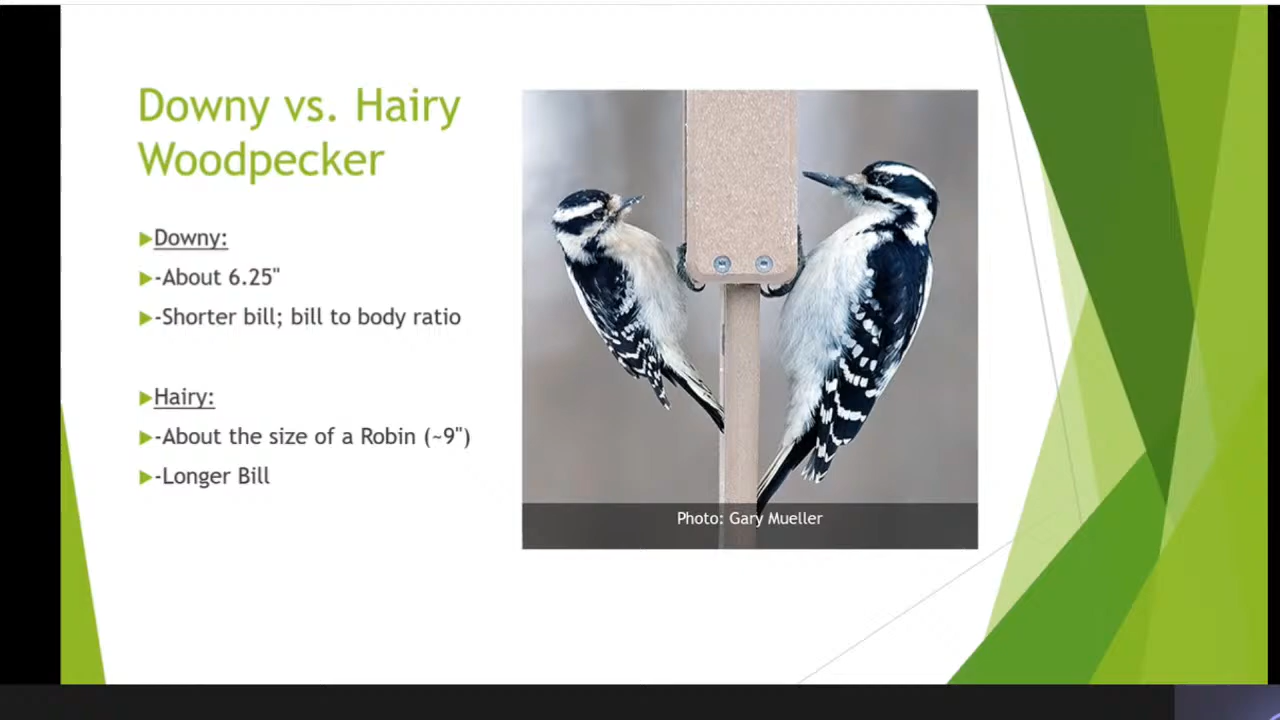 Downy vs. Hairy
Woodpecker
Downy:
-About 6.25"
-Shorter bill; bill to body ratio
Hairy:
-About the size of a Robin (~9")
-Longer Bill
Photo: Gary Mueller